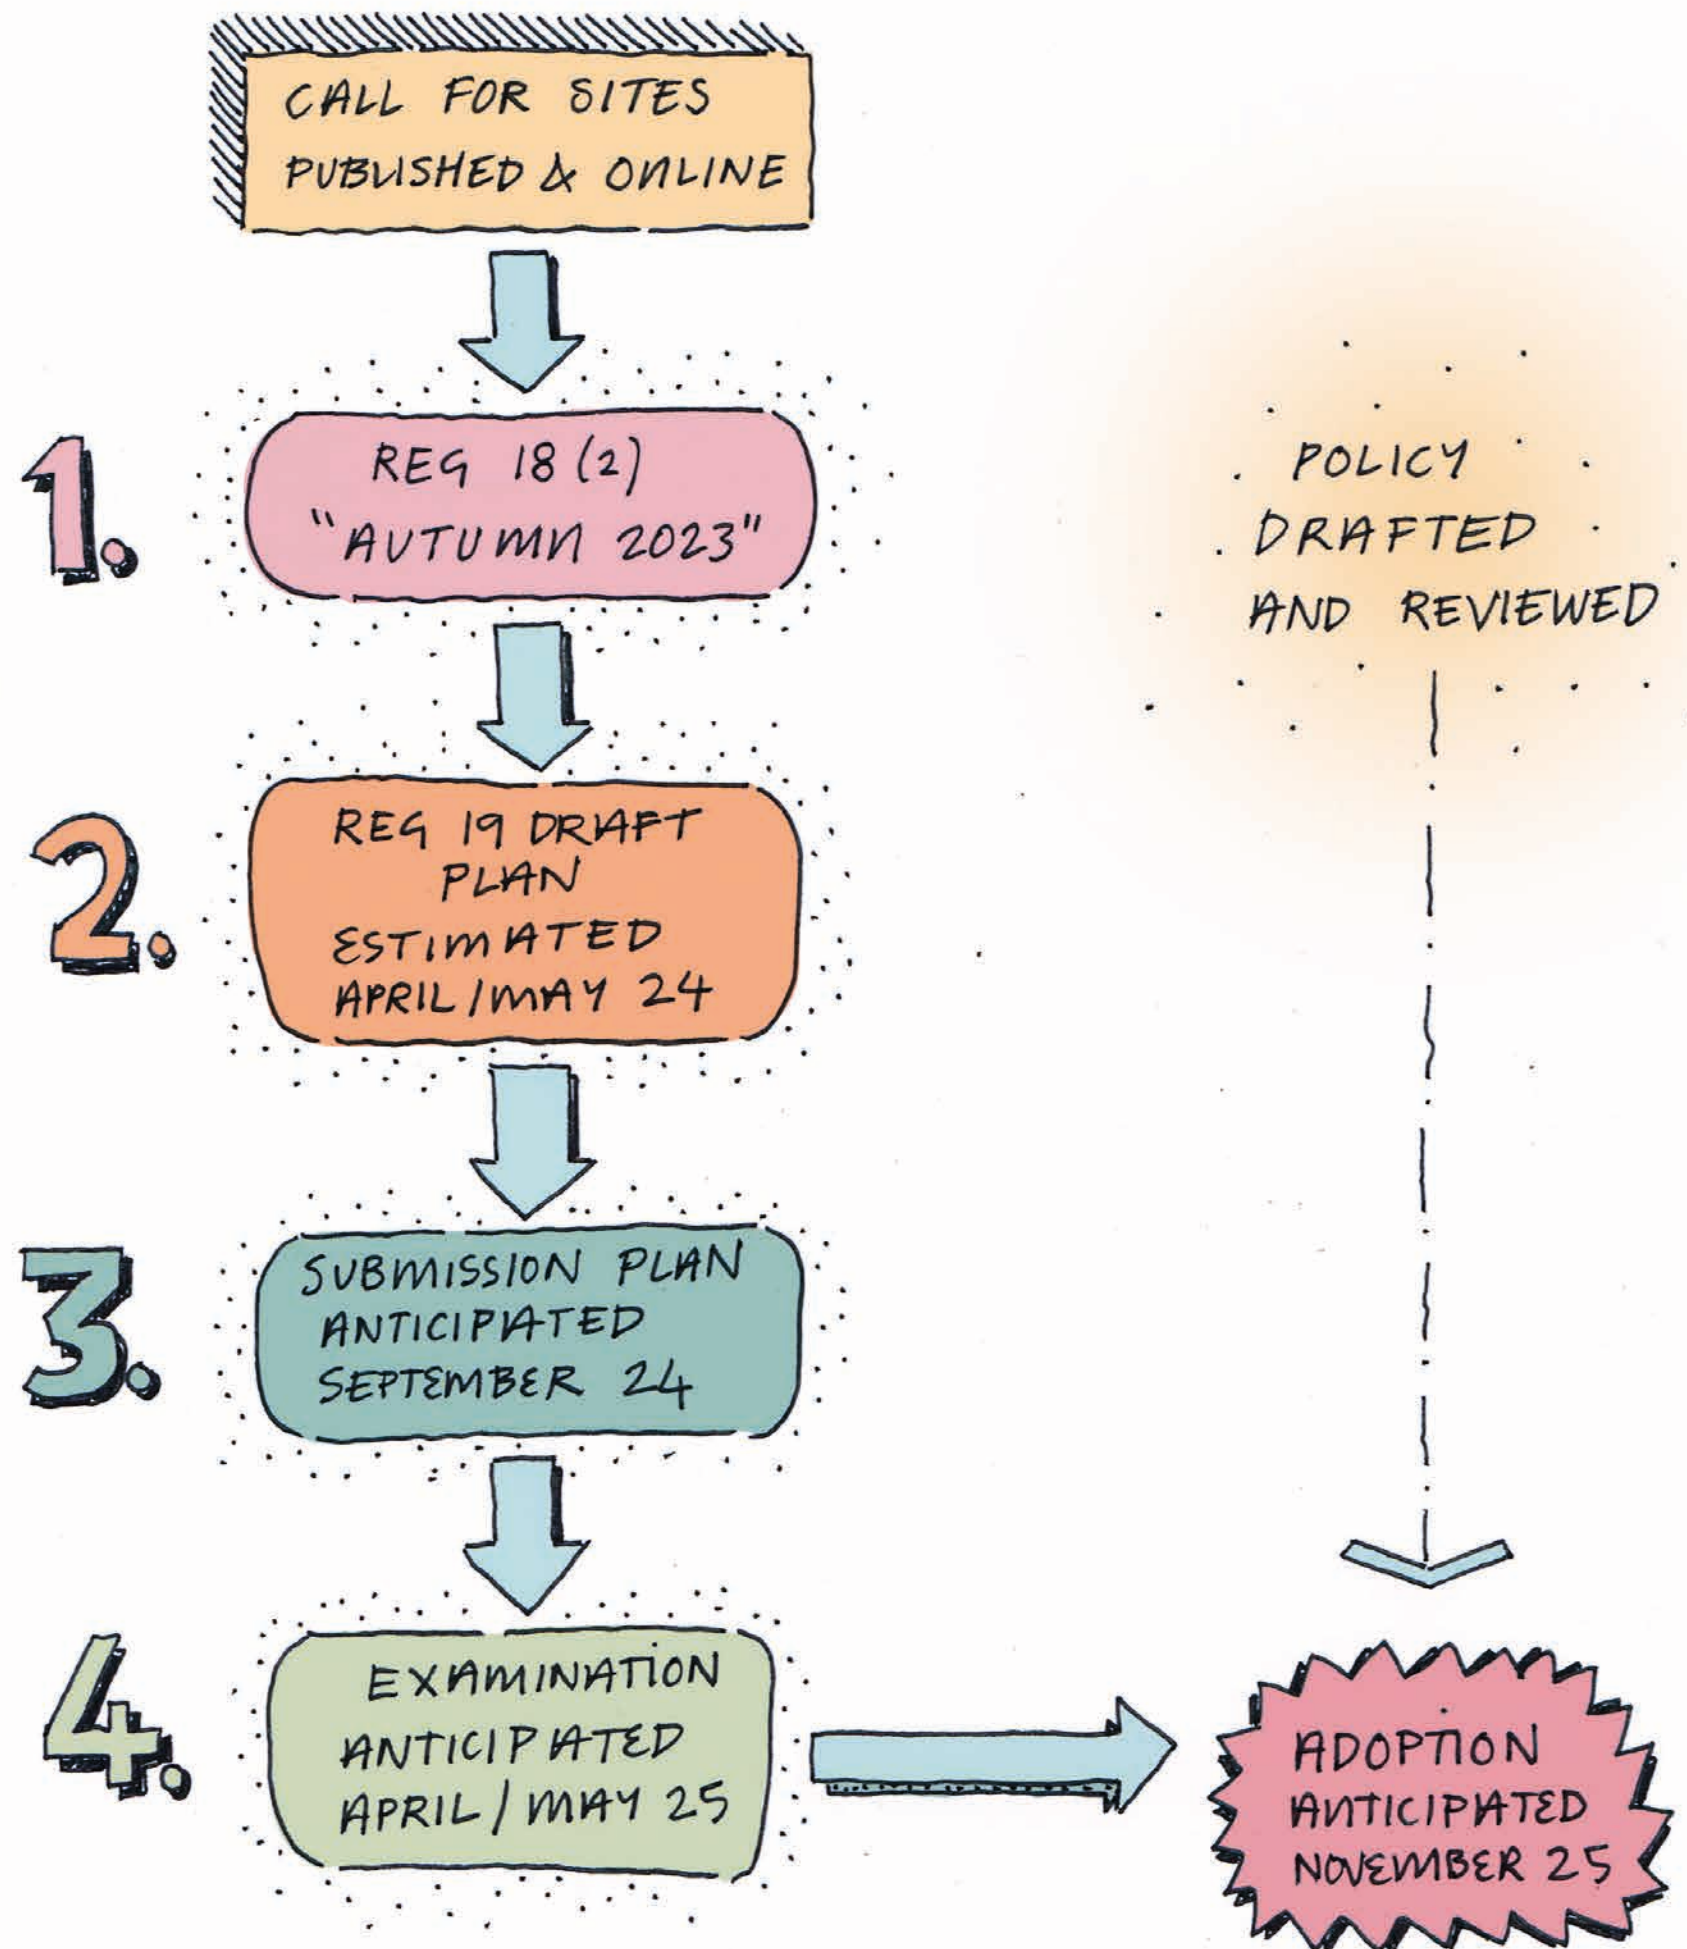 CALL FOR SITES
PUBLISHED & ONLINE
1.
REG 18 (2)
"AUTUMN 2023"
2.
REG 19 DRAFT
PLAN
ESTIMATED
APRIL/MAY 24
3.
SUBMISSION PLAN
ANTICIPATED
SEPTEMBER 24
4.
EXAMINATION
ANTICIPATED
APRIL/MAY 25
POLICY
DRAFTED
AND REVIEWED
ADOPTION
ANTICIPATED
NOVEMBER 25